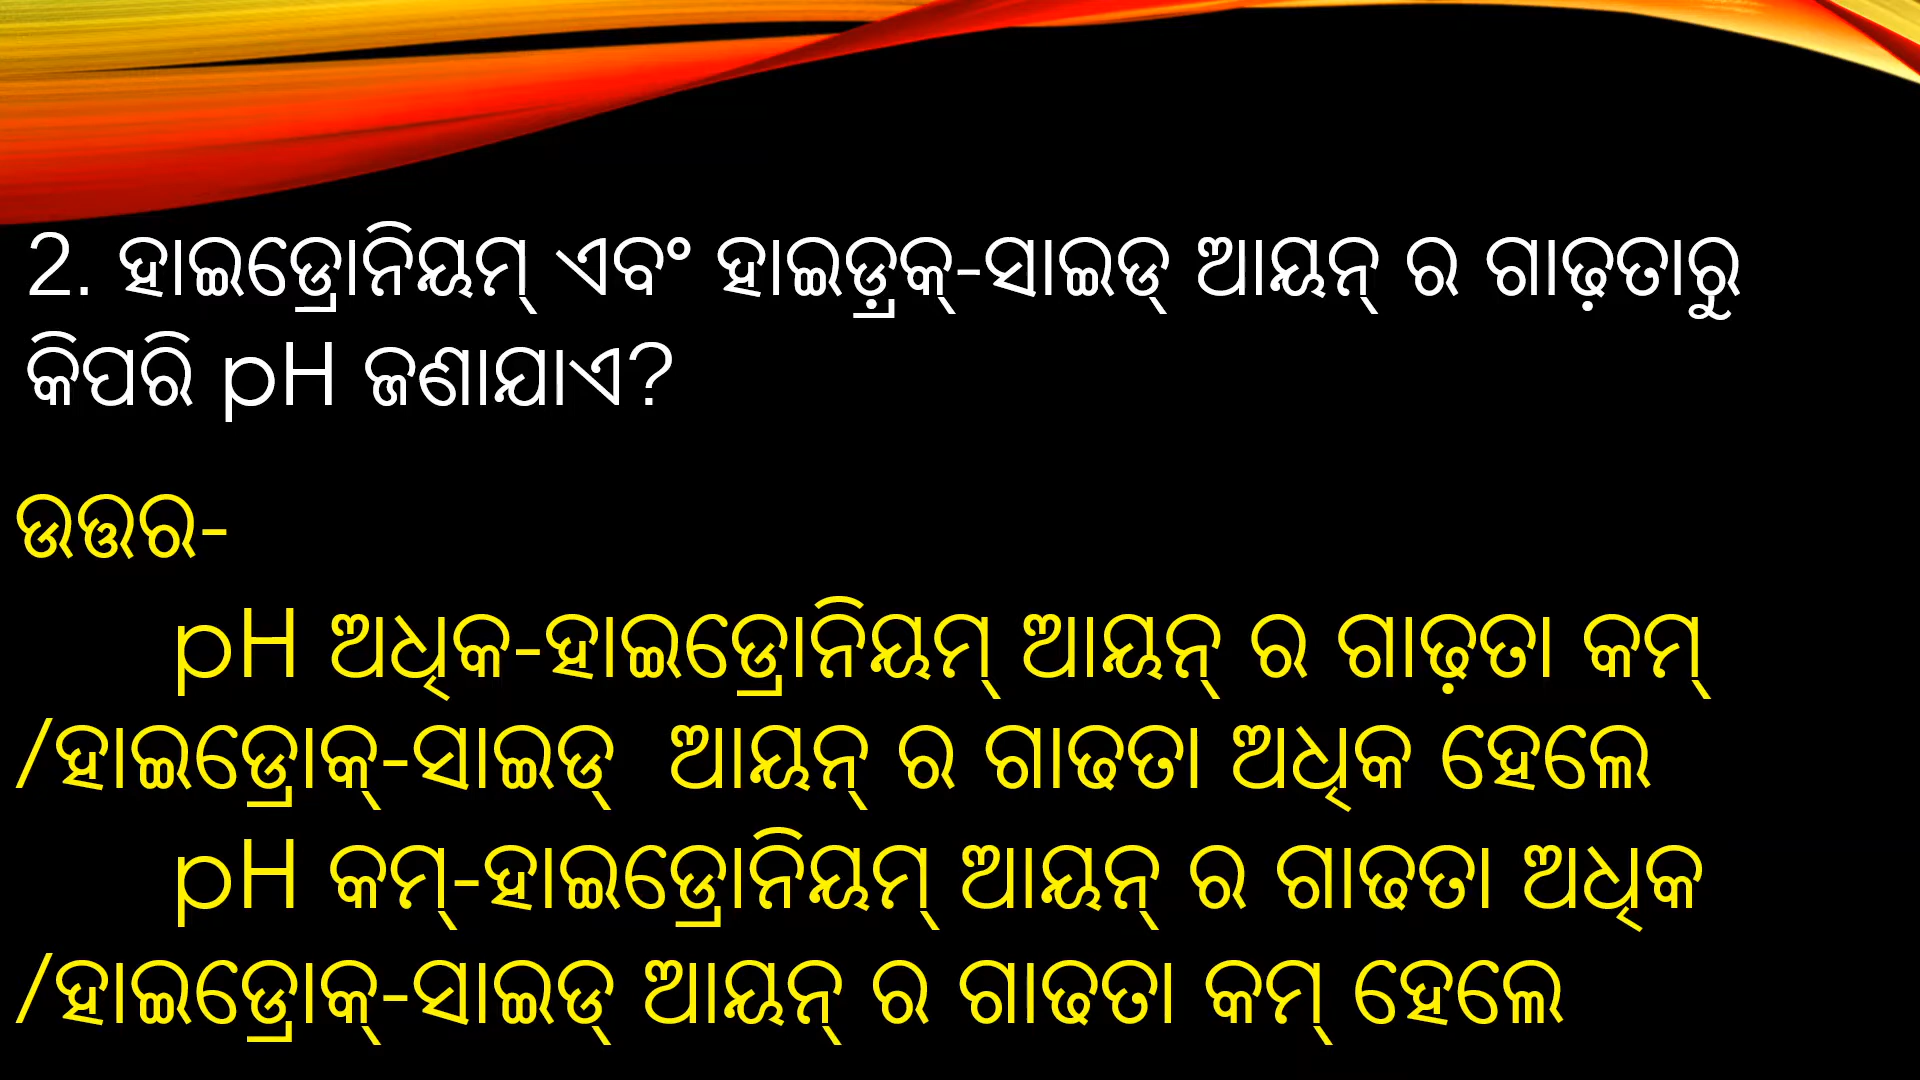 2. ହାଇଡ୍ରୋନିୟମ୍ ଏବଂ ହାଇଡ଼୍ରକ୍-ସାଇଡ୍ ଆୟନ୍ ର ଗାଢ଼ତାରୁ
କିପରି pH ଜଣାଯାଏ?
ଉତ୍ତର-
pH ଅଧିକ-ହାଇଡ୍ରୋନିୟମ୍ ଆୟନ୍ ର ଗାଢ଼ତା କମ୍
/ହାଇଡ୍ରୋକ୍-ସାଇଡ୍ ଆୟନ୍ ର ଗାଢତା ଅଧିକ ହେଲେ
pH କମ୍-ହାଇଡ୍ରୋନିୟମ୍ ଆୟନ୍ ର ଗାଢତା ଅଧିକ
/ହାଇଡ୍ରୋକ୍-ସାଇଡ୍ ଆୟନ୍ ର ଗାଢତା କମ୍ ହେଲେ